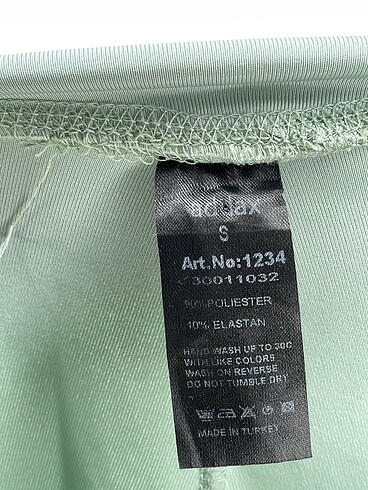 addax
S
Art.No:1234
30011032
90%POLIESTER
10% ELASTAN
HAND WASH UP TO 30C
WITH LIKE COLORS
WASH ON REVERSE
DO NOT TUMBLE DRY
MADE IN TURKEY